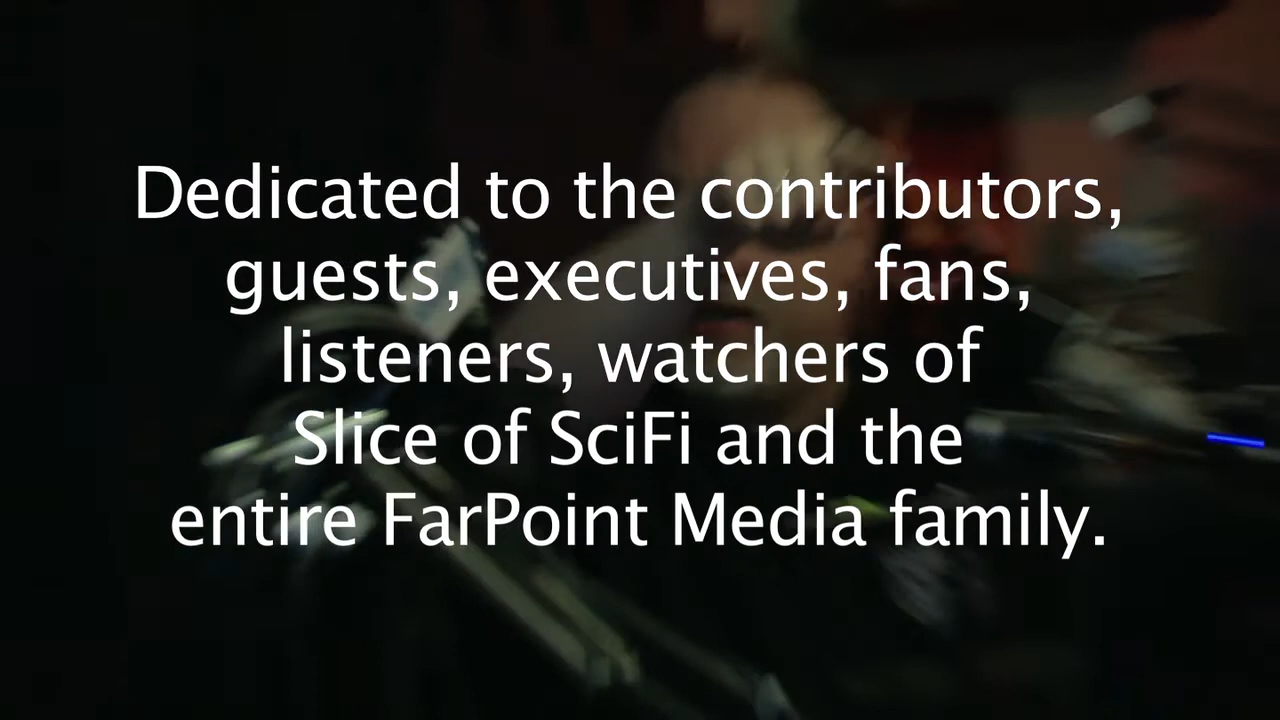 Dedicated to the contributors,
guests, executives, fans,
listeners, watchers of
Slice of SciFi and the
entire FarPoint Media family.